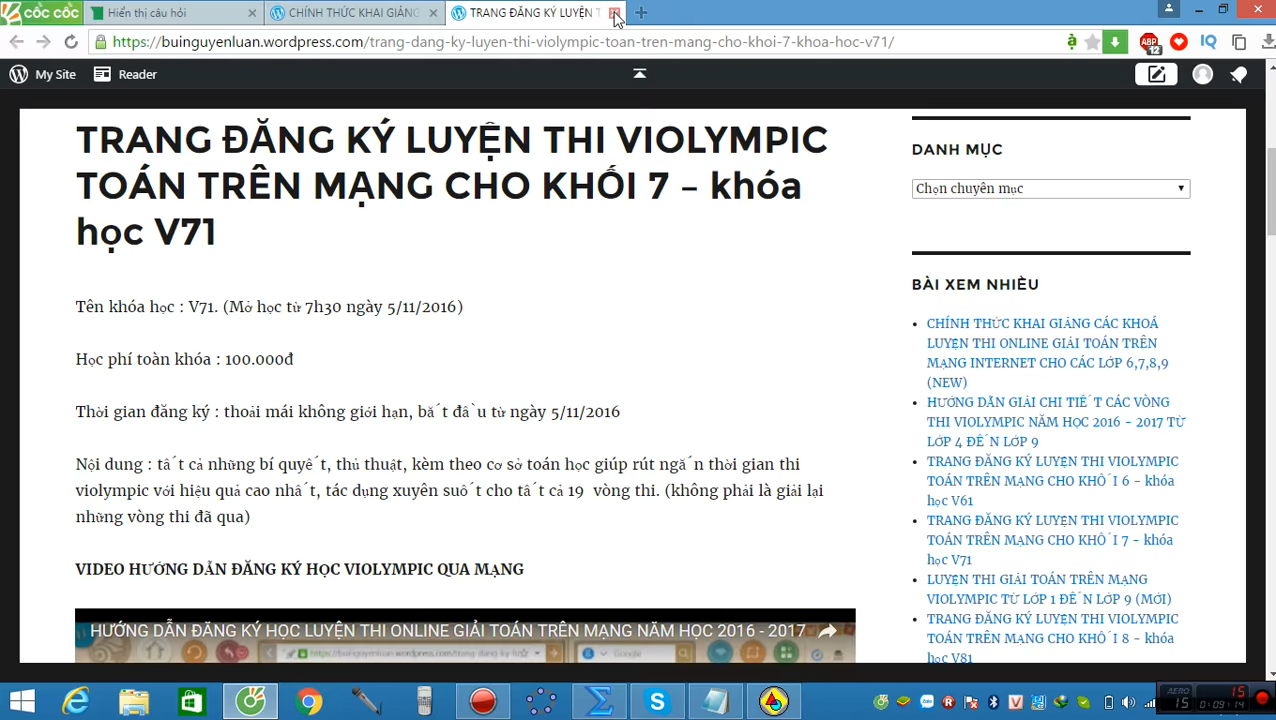 cốc cốc
Hiển thị câu hỏi
CHÍNH THỨC KHAI GIẢNG
TRANG ĐĂNG KÝ LUYỆN T
https://buinguyenluan.wordpress.com/trang-dang-ky-luyen-thi-violympic-toan-tren-mang-cho-khoi-7-khoa-hoc-v71/
ABP
12
My Site
Reader
TRANG ĐĂNG KÝ LUYỆN THI VIOLYMPIC
TOÁN TRÊN MẠNG CHO KHỐI 7 – khóa
học V71
Tên khóa học : V71. (Mở học từ 7h30 ngày 5/11/2016)
Học phí toàn khóa : 100.000đ
Thời gian đăng ký : thoải mái không giới hạn, bắt đầu từ ngày 5/11/2016
Nội dung : tất cả những bí quyết, thủ thuật, kèm theo cơ sở toán học giúp rút ngắn thời gian thi
violympic với hiệu quả cao nhất, tác dụng xuyên suốt cho tất cả 19 vòng thi. (không phải là giải lại
những vòng thi đã qua)
VIDEO HƯỚNG DẪN ĐĂNG KÝ HỌC VIOLYMPIC QUA MẠNG
HƯỚNG DẪN ĐĂNG KÝ HỌC LUYỆN THI ONLINE GIẢI TOÁN TRÊN MẠNG NĂM HỌC 2016 - 2017
Google
DANH MỤC
Chọn chuyên mục
BÀI XEM NHIỀU
CHÍNH THỨC KHAI GIẢNG CÁC KHOÁ
LUYỆN THI ONLINE GIẢI TOÁN TRÊN
MẠNG INTERNET CHO CÁC LỚP 6,7,8,9
(NEW)
HƯỚNG DẪN GIẢI CHI TIẾT CÁC VÒNG
THI VIOLYMPIC NĂM HỌC 2016 - 2017 TỪ
LỚP 4 ĐẾN LỚP 9
TRANG ĐĂNG KÝ LUYỆN THI VIOLYMPIC
TOÁN TRÊN MẠNG CHO KHỐI 6 - khóa
học V61
TRANG ĐĂNG KÝ LUYỆN THI VIOLYMPIC
TOÁN TRÊN MẠNG CHO KHỐI 7 - khóa
học V71
LUYỆN THI GIẢI TOÁN TRÊN MẠNG
VIOLYMPIC TỪ LỚP 1 ĐẾN LỚP 9 (MỚI)
TRANG ĐĂNG KÝ LUYỆN THI VIOLYMPIC
TOÁN TRÊN MẠNG CHO KHỐI 8 - khóa
học V81
AERO
15
15
0:09:14